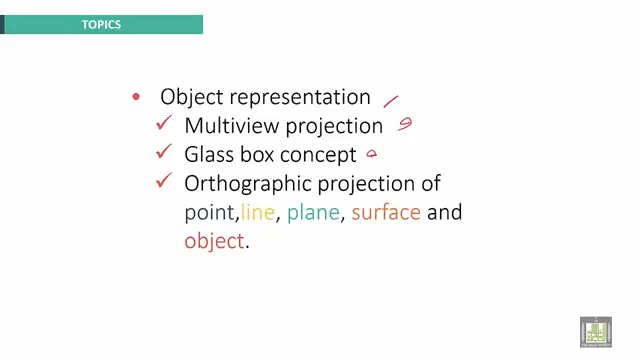 TOPICS
Object representation
Multiview projection
Glass box concept
Orthographic projection of
point,line, plane, surface and
object.